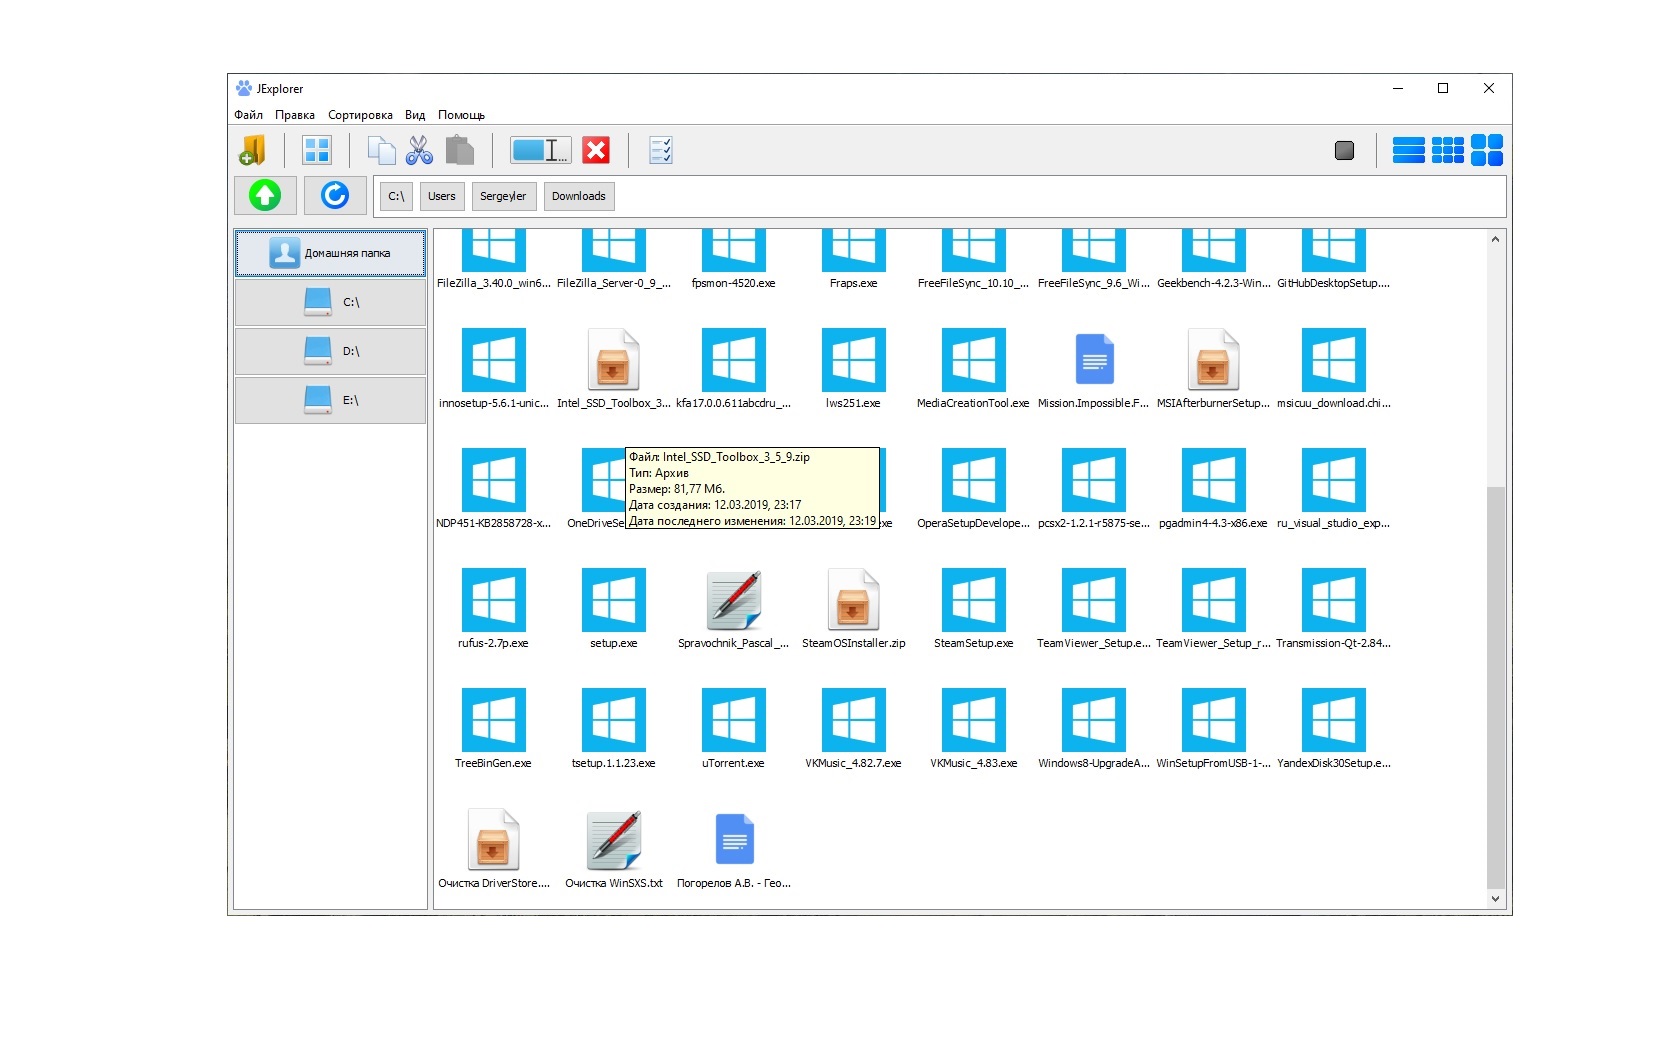 JExplorer
Файл Правка Сортировка Вид Помощь
C:\ Users Sergeyler Downloads
Домашняя папка
C:\
D:\
E:\
FileZilla_3.40.0_win6... FileZilla_Server-0_9_... fpsmon-4520.exe Fraps.exe FreeFileSync_10.10_... FreeFileSync_9.6_Wi... Geekbench-4.2.3-Win... GitHubDesktopSetup....
innosetup-5.6.1-unic... Intel_SSD_Toolbox_3... kfa17.0.0.611abcdru_... lws251.exe MediaCreationTool.exe Mission.Impossible.F... MSIAfterburnerSetup... msicuu_download.chi...
Файл: Intel_SSD_Toolbox_3_5_9.zip
Тип: Архив
Размер: 81,77 Мб.
Дата создания: 12.03.2019, 23:17
Дата последнего изменения: 12.03.2019, 23:19
NDP451-KB2858728-x... OneDriveSe xe OperaSetupDevelope... pcsx2-1.2.1-r5875-se... pgadmin4-4.3-x86.exe ru_visual_studio_exp...
rufus-2.7p.exe setup.exe Spravochnik_Pascal_... SteamOSInstaller.zip SteamSetup.exe TeamViewer_Setup.e... TeamViewer_Setup_r... Transmission-Qt-2.84...
TreeBinGen.exe tsetup.1.1.23.exe uTorrent.exe VKMusic_4.82.7.exe VKMusic_4.83.exe Windows8-UpgradeA... WinSetupFromUSB-1-... YandexDisk30Setup.e...
Очистка DriverStore.... Очистка WinSXS.txt Погорелов А.В. - Гео...